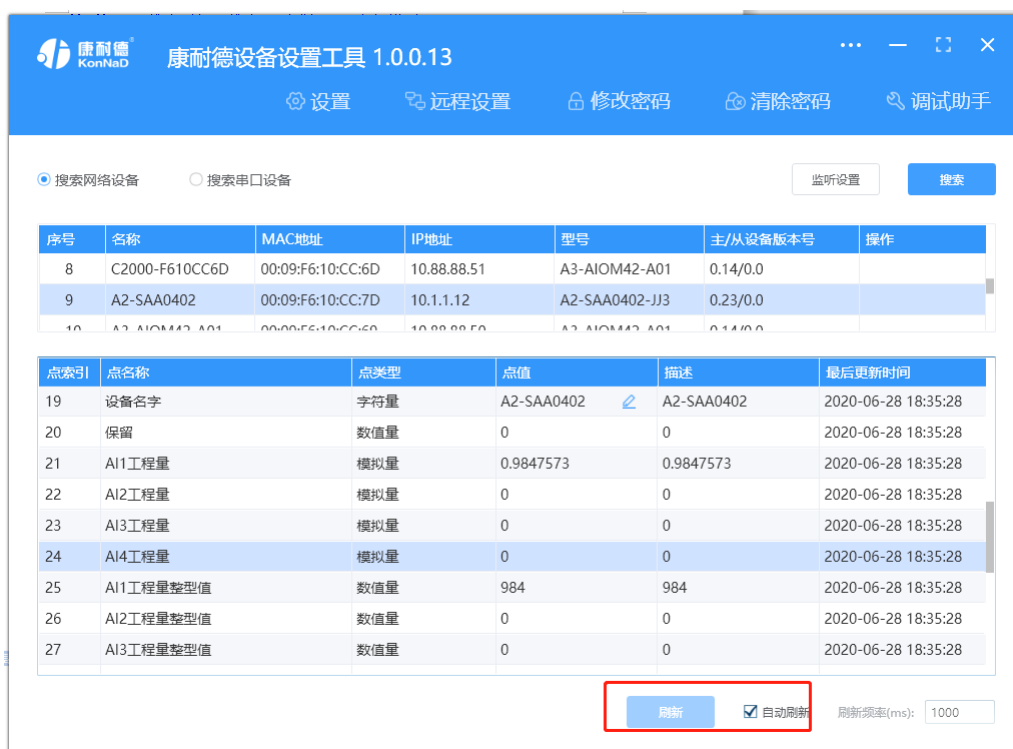 康耐德® KonNaD 康耐德设备设置工具 1.0.0.13
设置 远程设置 修改密码 清除密码 调试助手
搜索网络设备 搜索串口设备 监听设置 搜索
序号 名称 MAC地址 IP地址 型号 主/从设备版本号 操作
8 C2000-F610CC6D 00:09:F6:10:CC:6D 10.88.88.51 A3-AIOM42-A01 0.14/0.0
9 A2-SAA0402 00:09:F6:10:CC:7D 10.1.1.12 A2-SAA0402-JJ3 0.23/0.0
点索引 点名称 点类型 点值 描述 最后更新时间
19 设备名字 字符量 A2-SAA0402 A2-SAA0402 2020-06-28 18:35:28
20 保留 数值量 0 0 2020-06-28 18:35:28
21 AI1工程量 模拟量 0.9847573 0.9847573 2020-06-28 18:35:28
22 AI2工程量 模拟量 0 0 2020-06-28 18:35:28
23 AI3工程量 模拟量 0 0 2020-06-28 18:35:28
24 AI4工程量 模拟量 0 0 2020-06-28 18:35:28
25 AI1工程量整型值 数值量 984 984 2020-06-28 18:35:28
26 AI2工程量整型值 数值量 0 0 2020-06-28 18:35:28
27 AI3工程量整型值 数值量 0 0 2020-06-28 18:35:28
刷新 自动刷新 刷新频率(ms): 1000